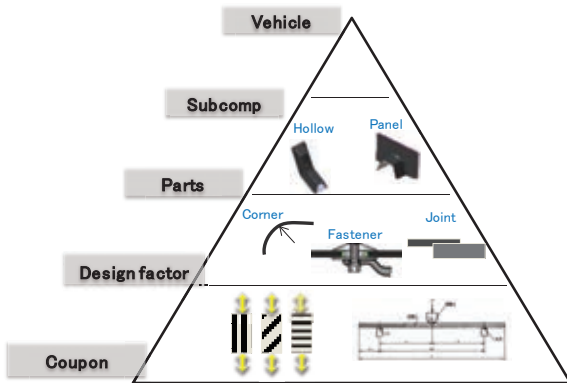 Vehicle
Subcomp
Hollow
Panel
Parts
Corner
Fastener
Joint
Design factor
Coupon